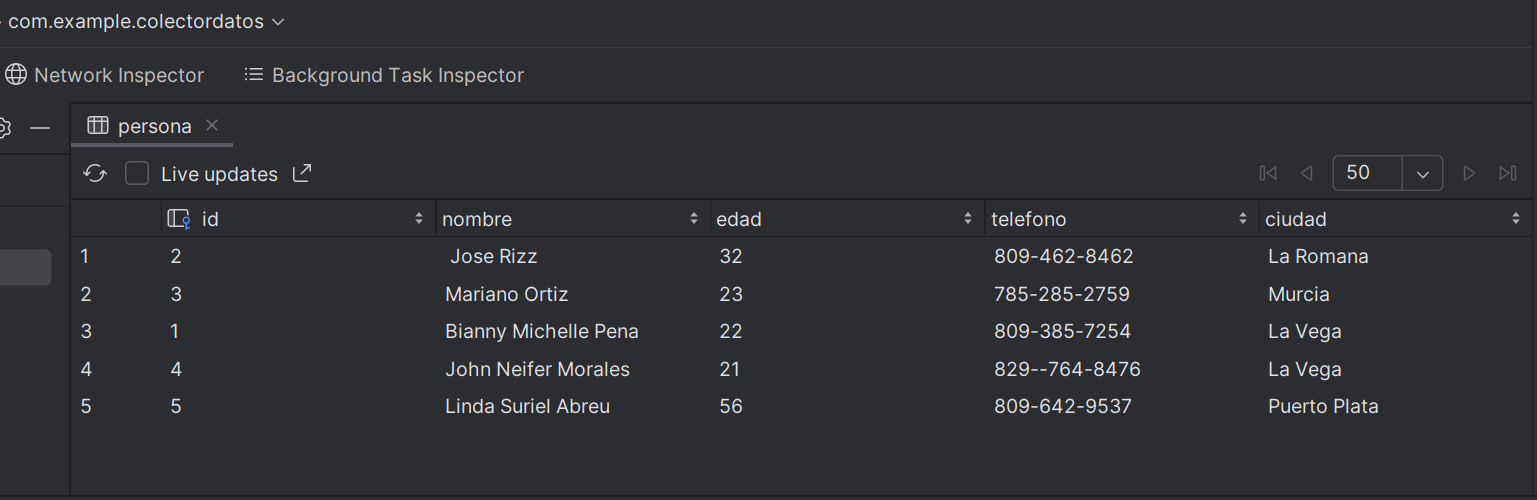 com.example.colectordatos
Network Inspector Background Task Inspector
persona
Live updates 50
id nombre edad telefono ciudad
1 2 Jose Rizz 32 809-462-8462 La Romana
2 3 Mariano Ortiz 23 785-285-2759 Murcia
3 1 Bianny Michelle Pena 22 809-385-7254 La Vega
4 4 John Neifer Morales 21 829--764-8476 La Vega
5 5 Linda Suriel Abreu 56 809-642-9537 Puerto Plata